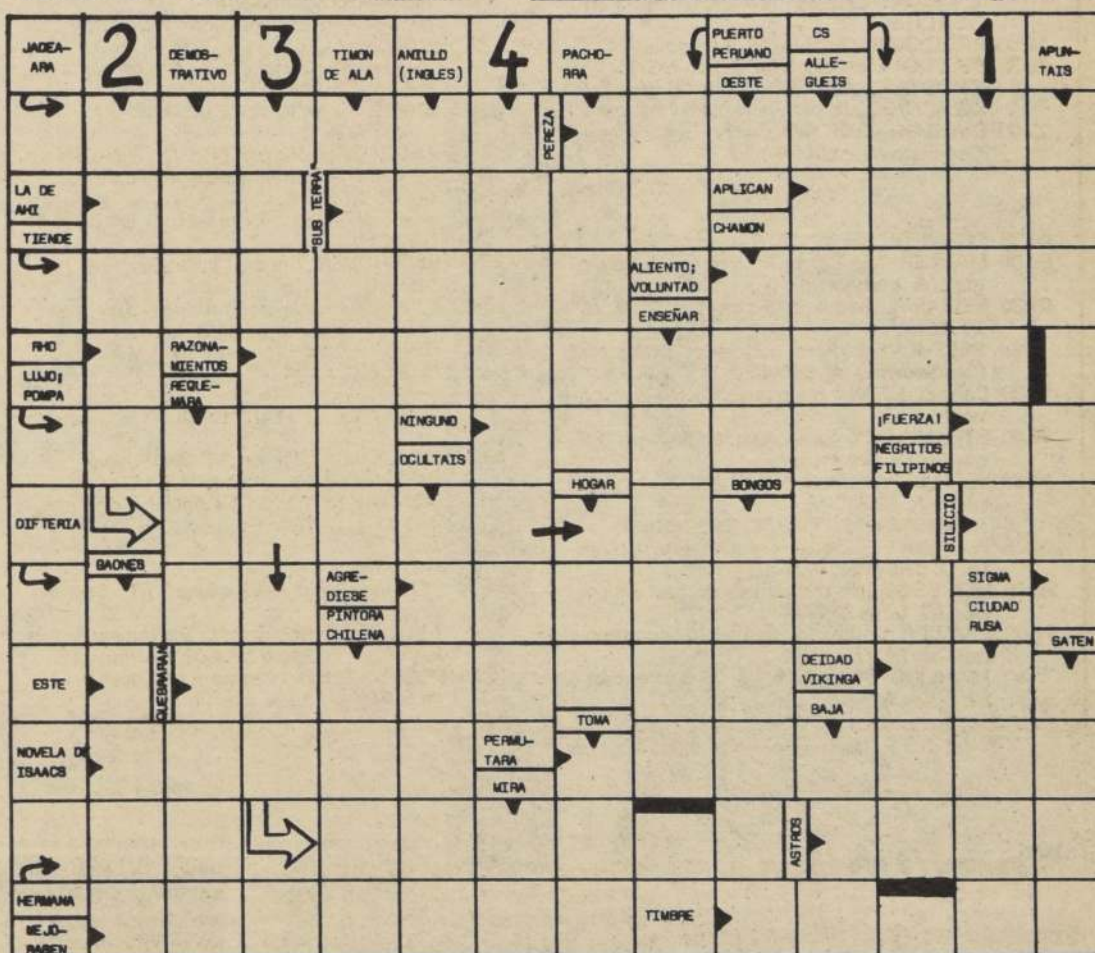 JADEA-
ARA
2
DEMOS-
TRATIVO
3
TIMON
DE ALA
ANILLO
(INGLES)
4
PACHO-
RRA
PUERTO
PERUANO
OESTE
CS
ALLE-
GUEIS
1
APUN-
TAIS
PEREZA
LA DE
AHI
TIENDE
SUB TERRA
APLICAN
CHAMON
ALIENTO;
VOLUNTAD
ENSEÑAR
RHO
LUJO;
POMPA
RAZONA-
MIENTOS
REQUE-
MARA
NINGUNO
OCULTAIS
¡FUERZA!
NEGRITOS
FILIPINOS
HOGAR
BONGOS
DIFTERIA
SILICIO
GAONES
AGRE-
DIESE
PINTORA
CHILENA
SIGMA
CIUDAD
RUSA
SATEN
ESTE
QUEBRARAN
DEIDAD
VIKINGA
BAJA
NOVELA DE
ISAACS
PERMU-
TARA
MIRA
TOMA
ASTROS
HERMANA
MEJO-
RASEN
TIMBRE